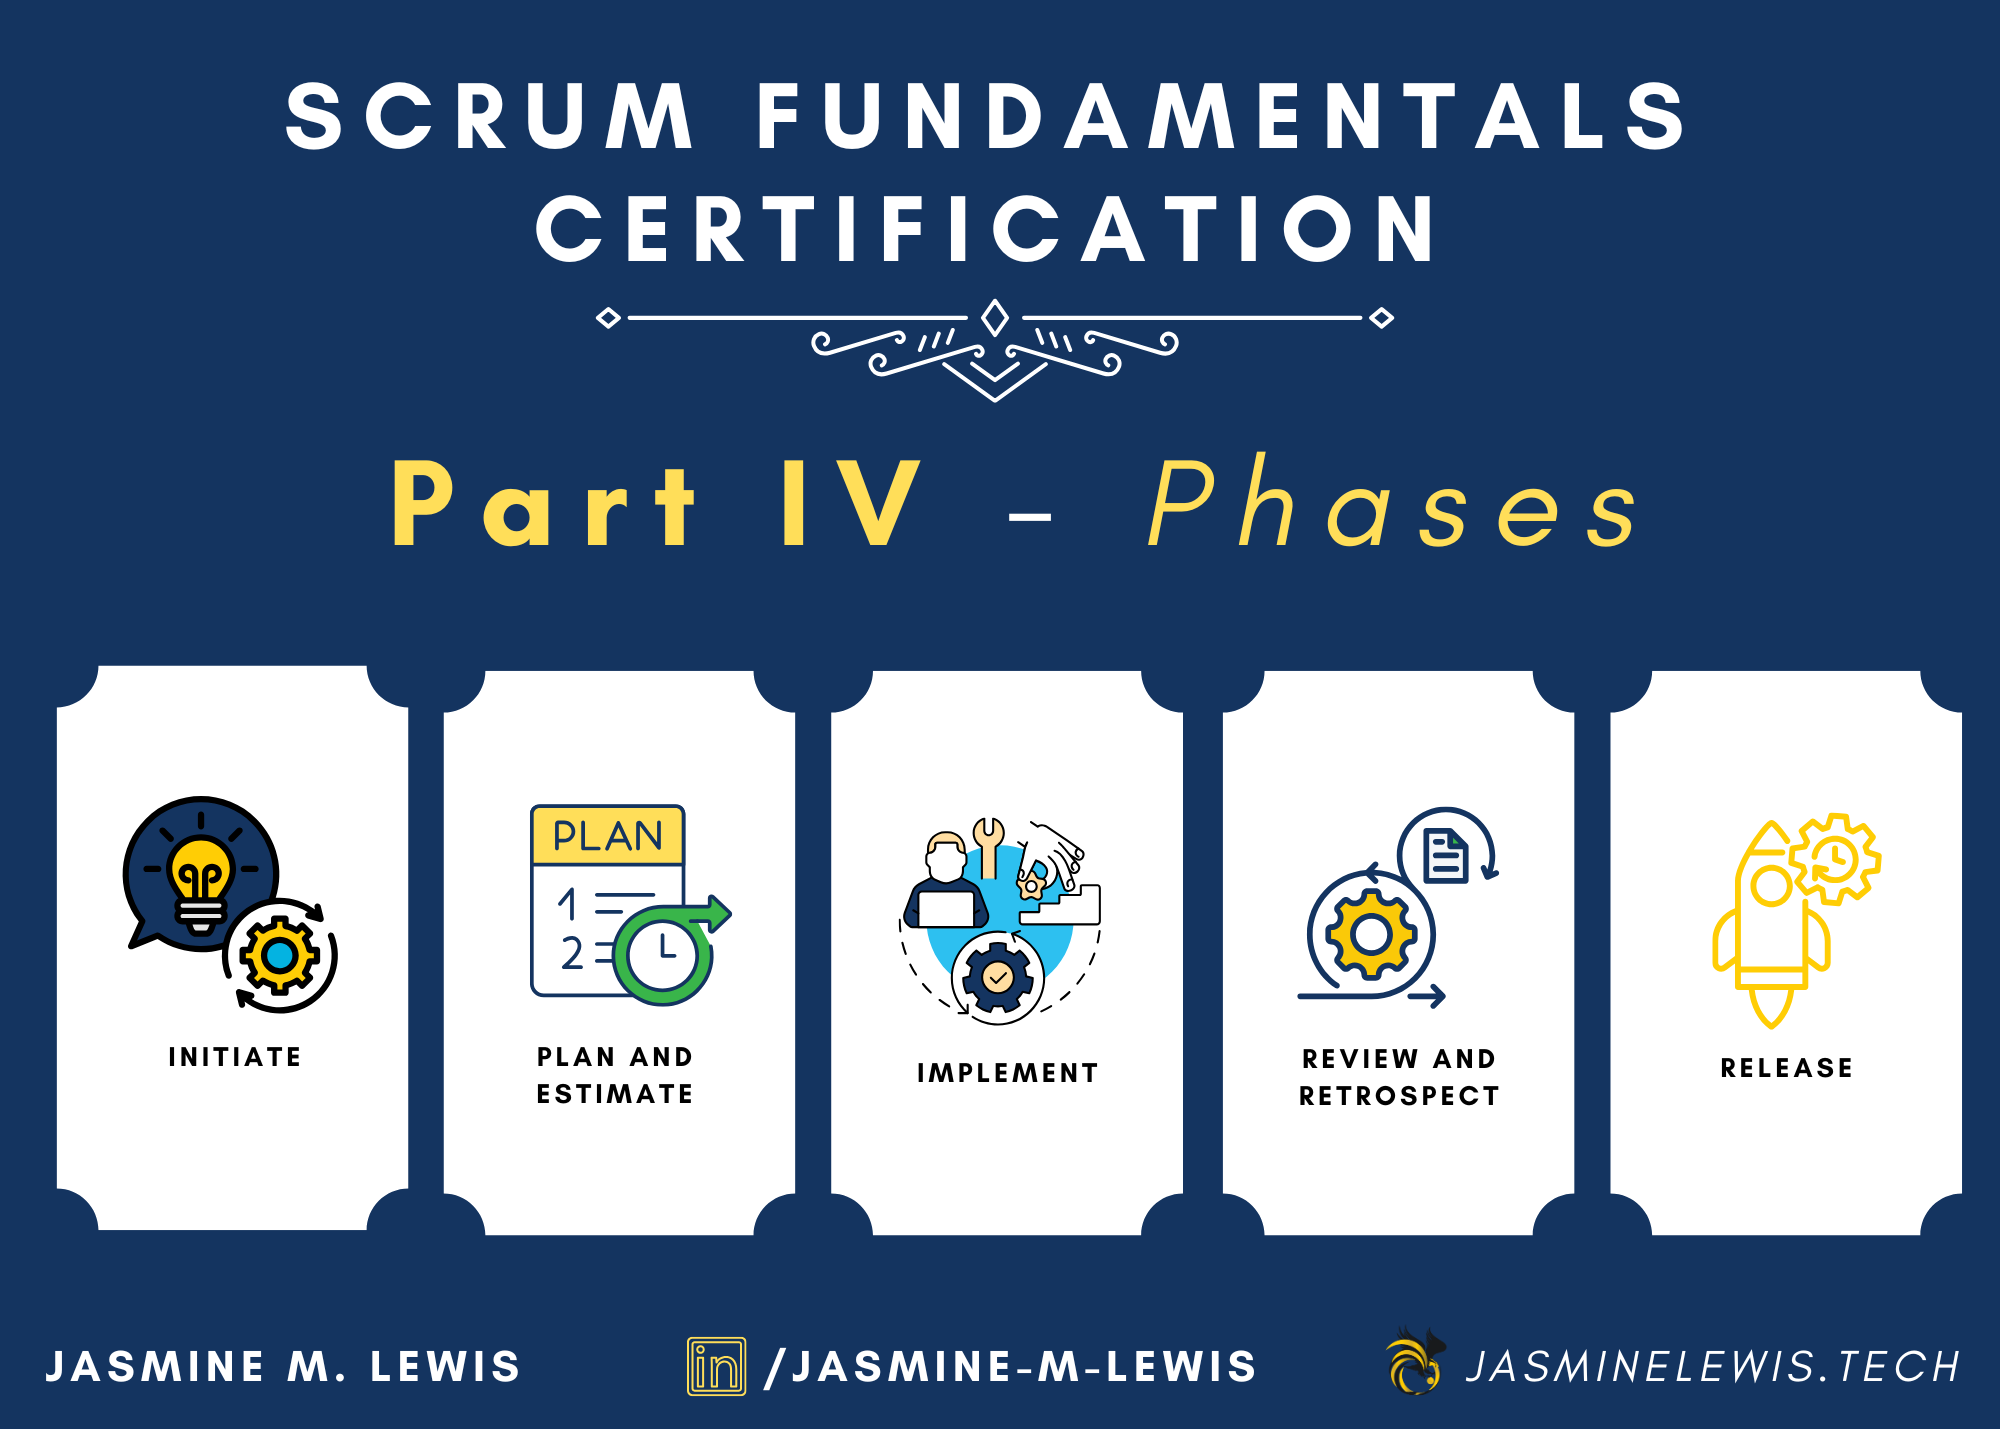 SCRUM FUNDAMENTALS
CERTIFICATION
Part IV - Phases
PLAN
1
2
INITIATE
PLAN AND
ESTIMATE
IMPLEMENT
REVIEW AND
RETROSPECT
RELEASE
JASMINE M. LEWIS
in /JASMINE-M-LEWIS
JASMINELEWIS.TECH